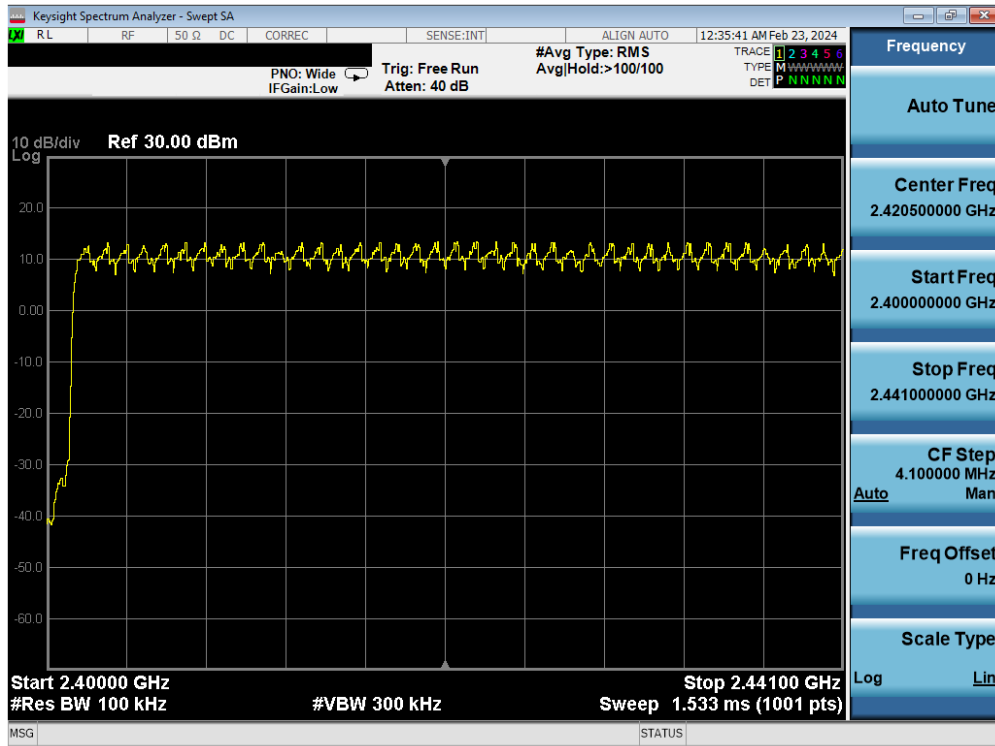 Keysight Spectrum Analyzer - Swept SA
LXI RL RF 50 Ω DC CORREC SENSE:INT ALIGN AUTO 12:35:41 AM Feb 23, 2024
PNO: Wide Trig: Free Run #Avg Type: RMS TRACE 1 2 3 4 5 6
IFGain:Low Atten: 40 dB Avg|Hold:>100/100 TYPE M WWWWW
DET P N N N N N
10 dB/div Ref 30.00 dBm
Log
20.0
10.0
0.00
-10.0
-20.0
-30.0
-40.0
-50.0
-60.0
Start 2.40000 GHz Stop 2.44100 GHz
#Res BW 100 kHz #VBW 300 kHz Sweep 1.533 ms (1001 pts)
MSG STATUS
Frequency
Auto Tune
Center Freq
2.420500000 GHz
Start Freq
2.400000000 GHz
Stop Freq
2.441000000 GHz
CF Step
4.100000 MHz
Auto Man
Freq Offset
0 Hz
Scale Type
Log Lin